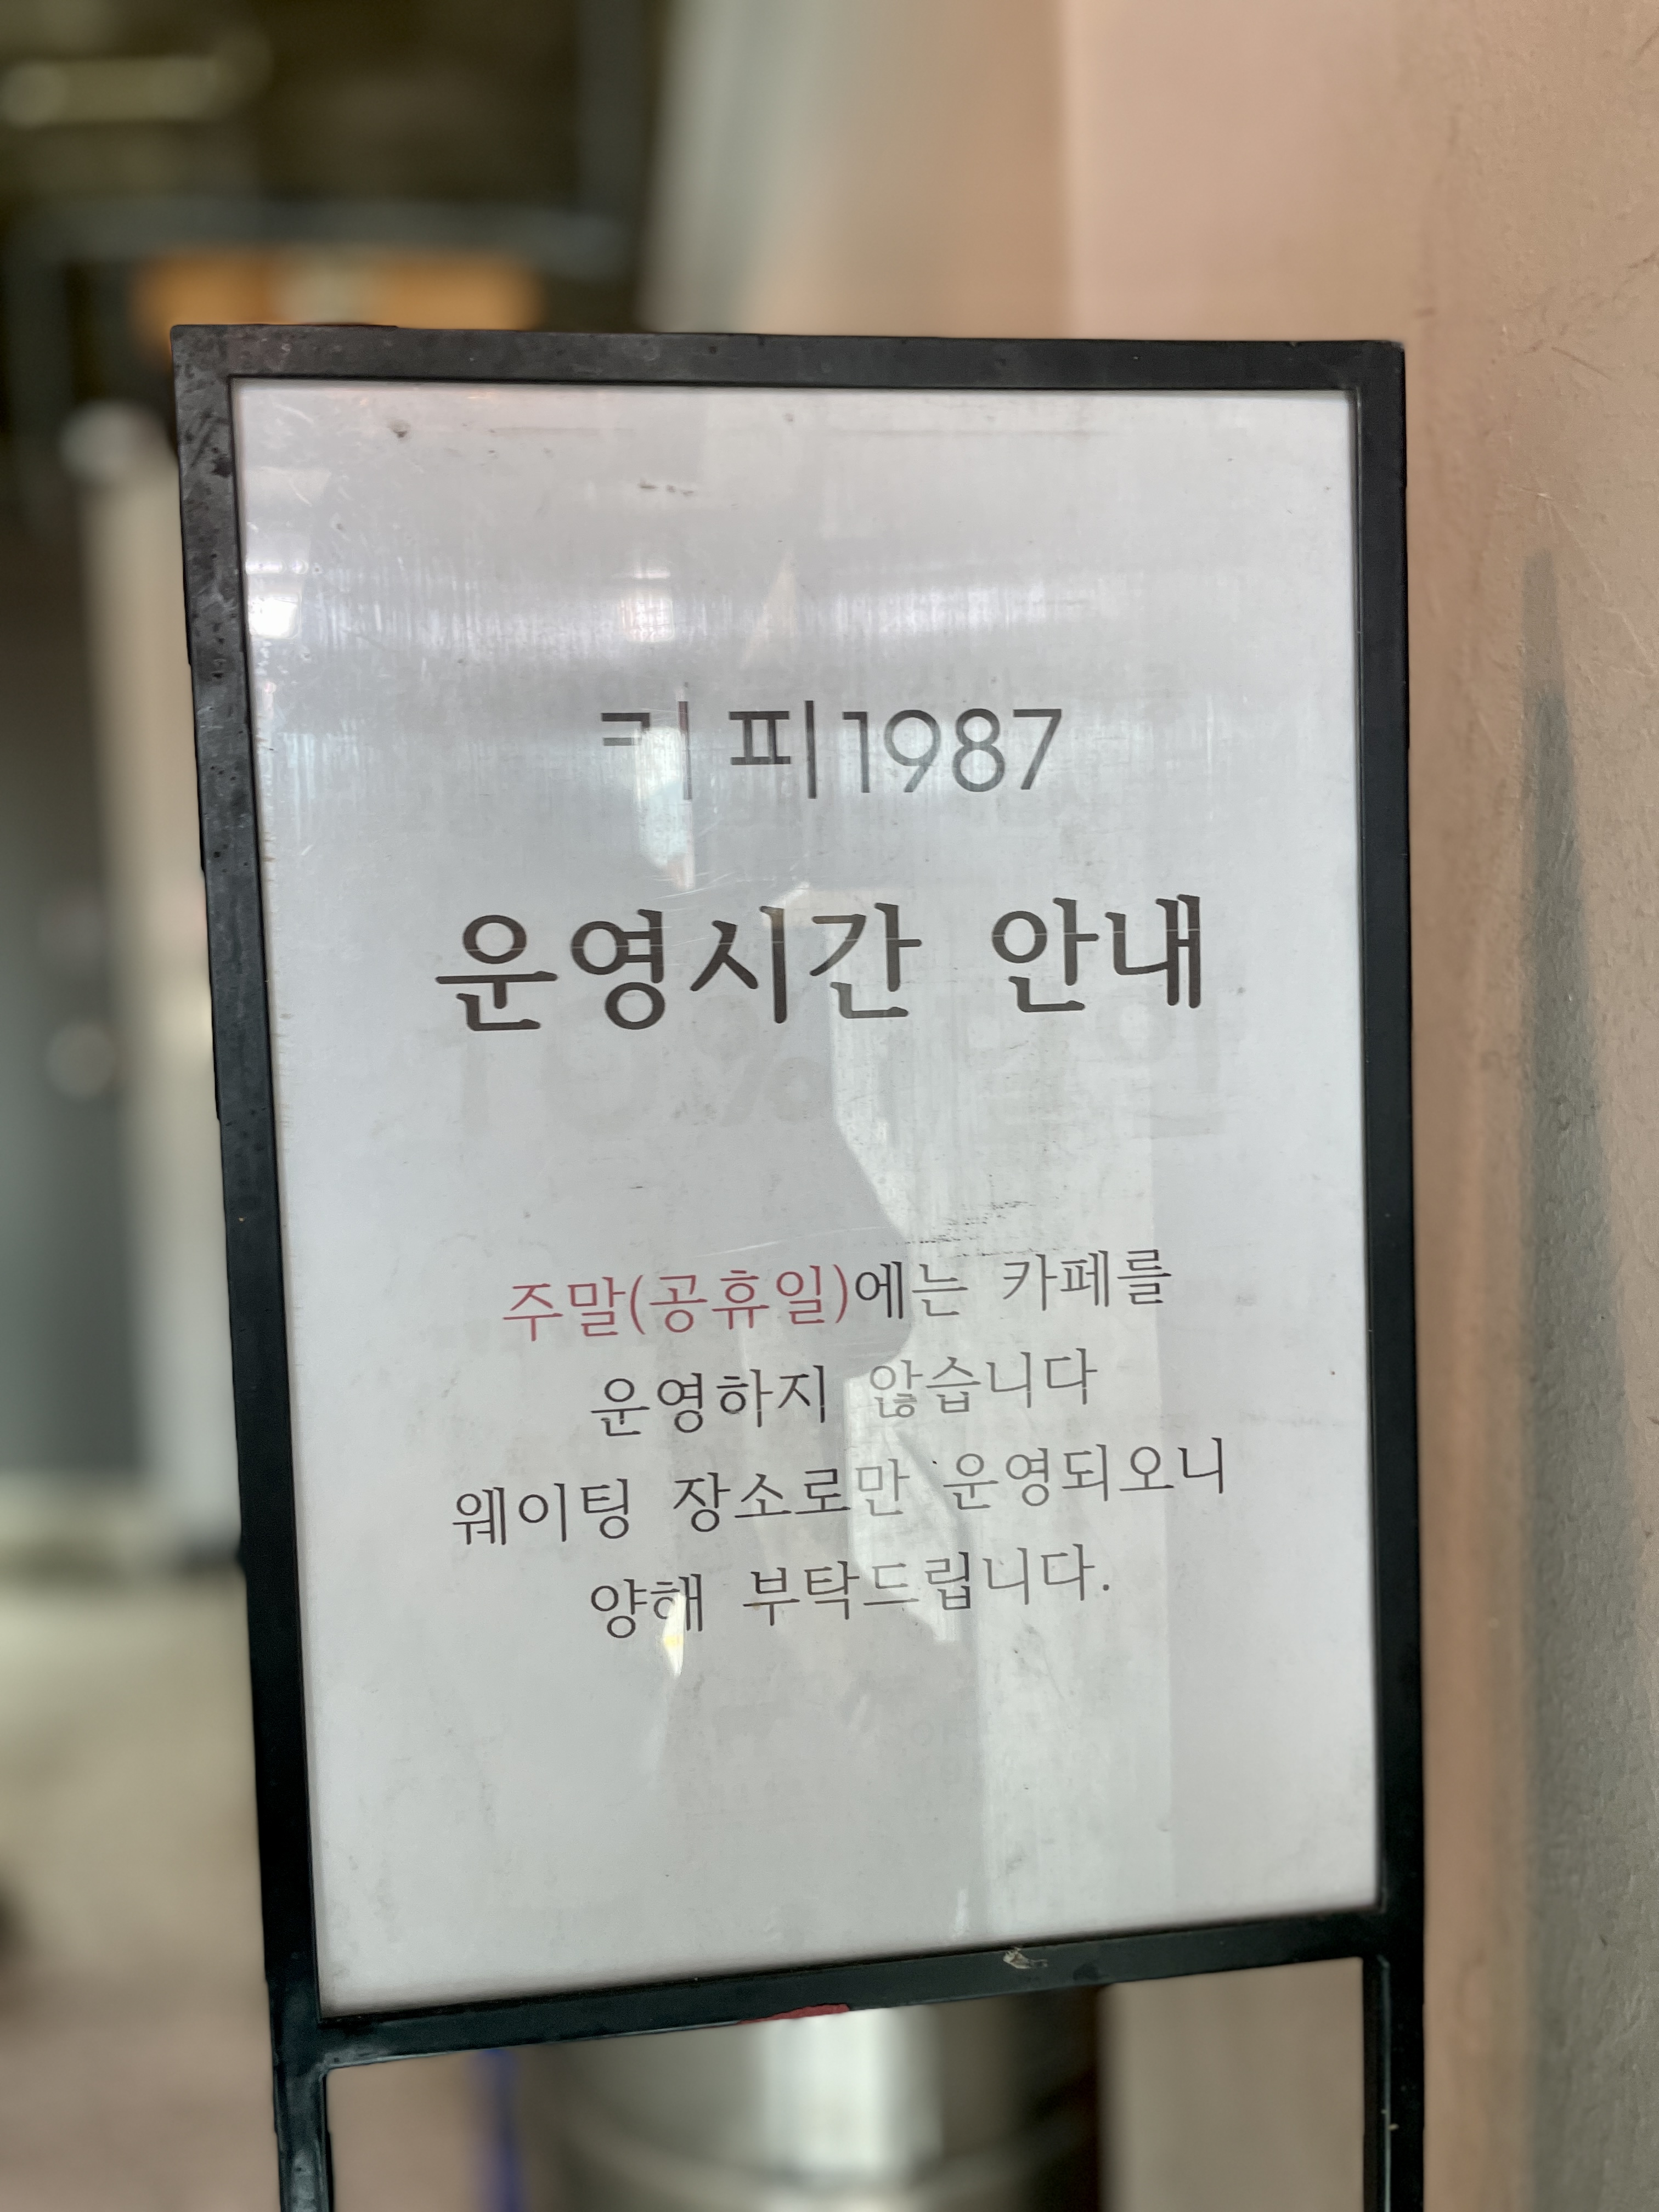 커피1987
운영시간 안내
주말(공휴일)에는 카페를
운영하지 않습니다
웨이팅 장소로만 운영되오니
양해 부탁드립니다.